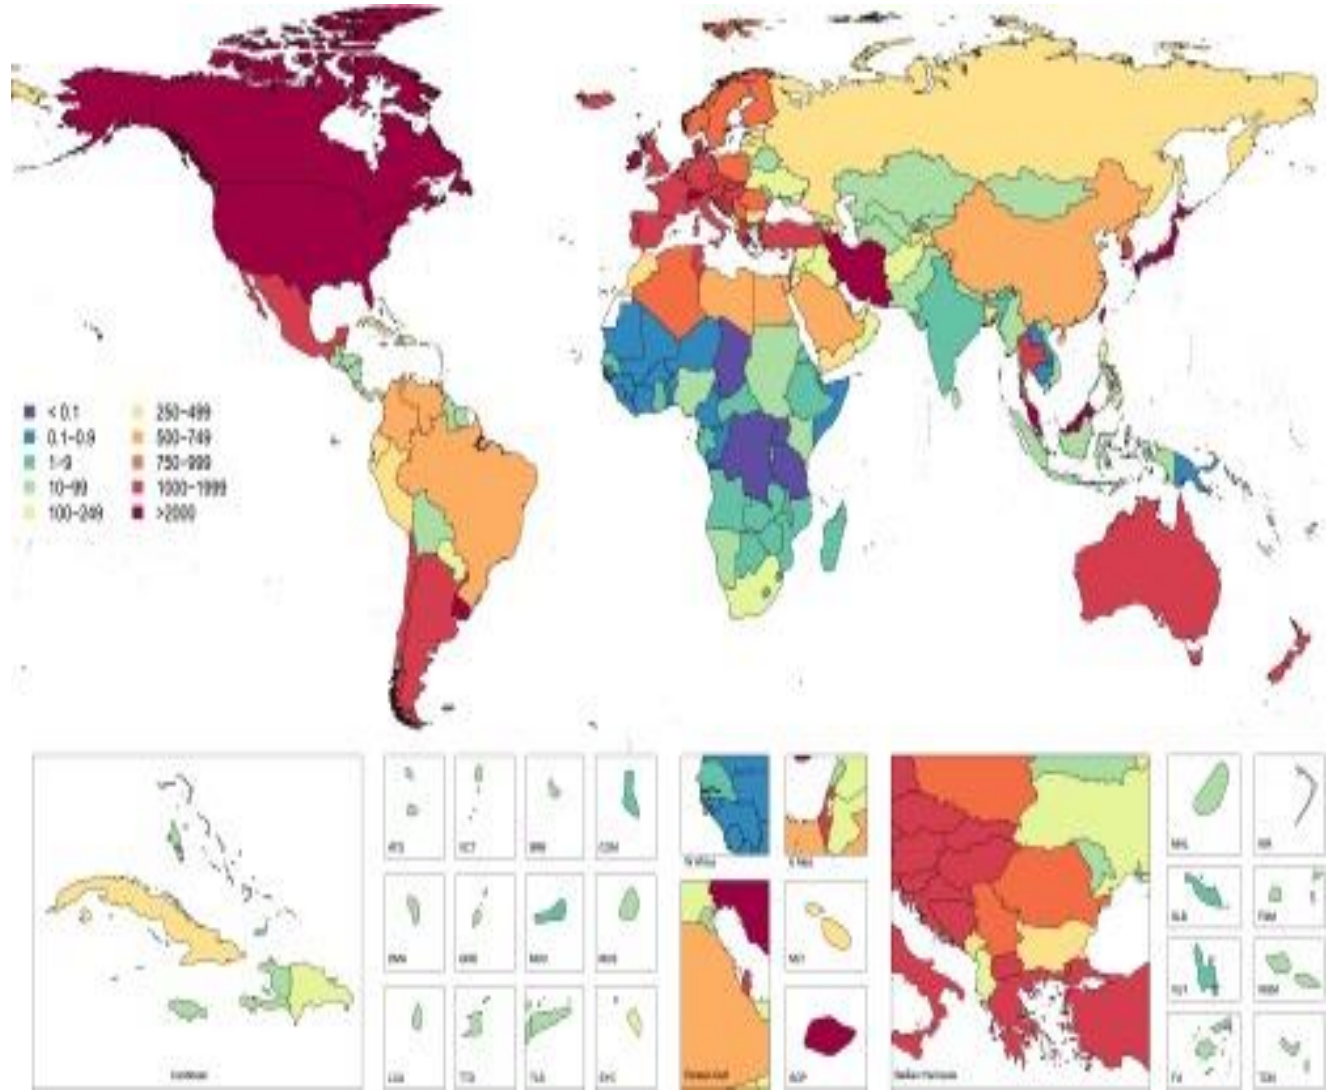 < 0.1
0.1-0.9
1-9
10-99
100-249
250-499
500-749
750-999
1000-1999
>2000
ATG
VCT
BRB
COM
DMA
GRD
MDV
MUS
LCA
TTO
TLS
SYC
W Africa
E Med
MLT
SGP
Caribbean
Persian Gulf
Balkan Peninsula
MHL
KIR
SLB
FSM
VUT
WSM
FJI
TON